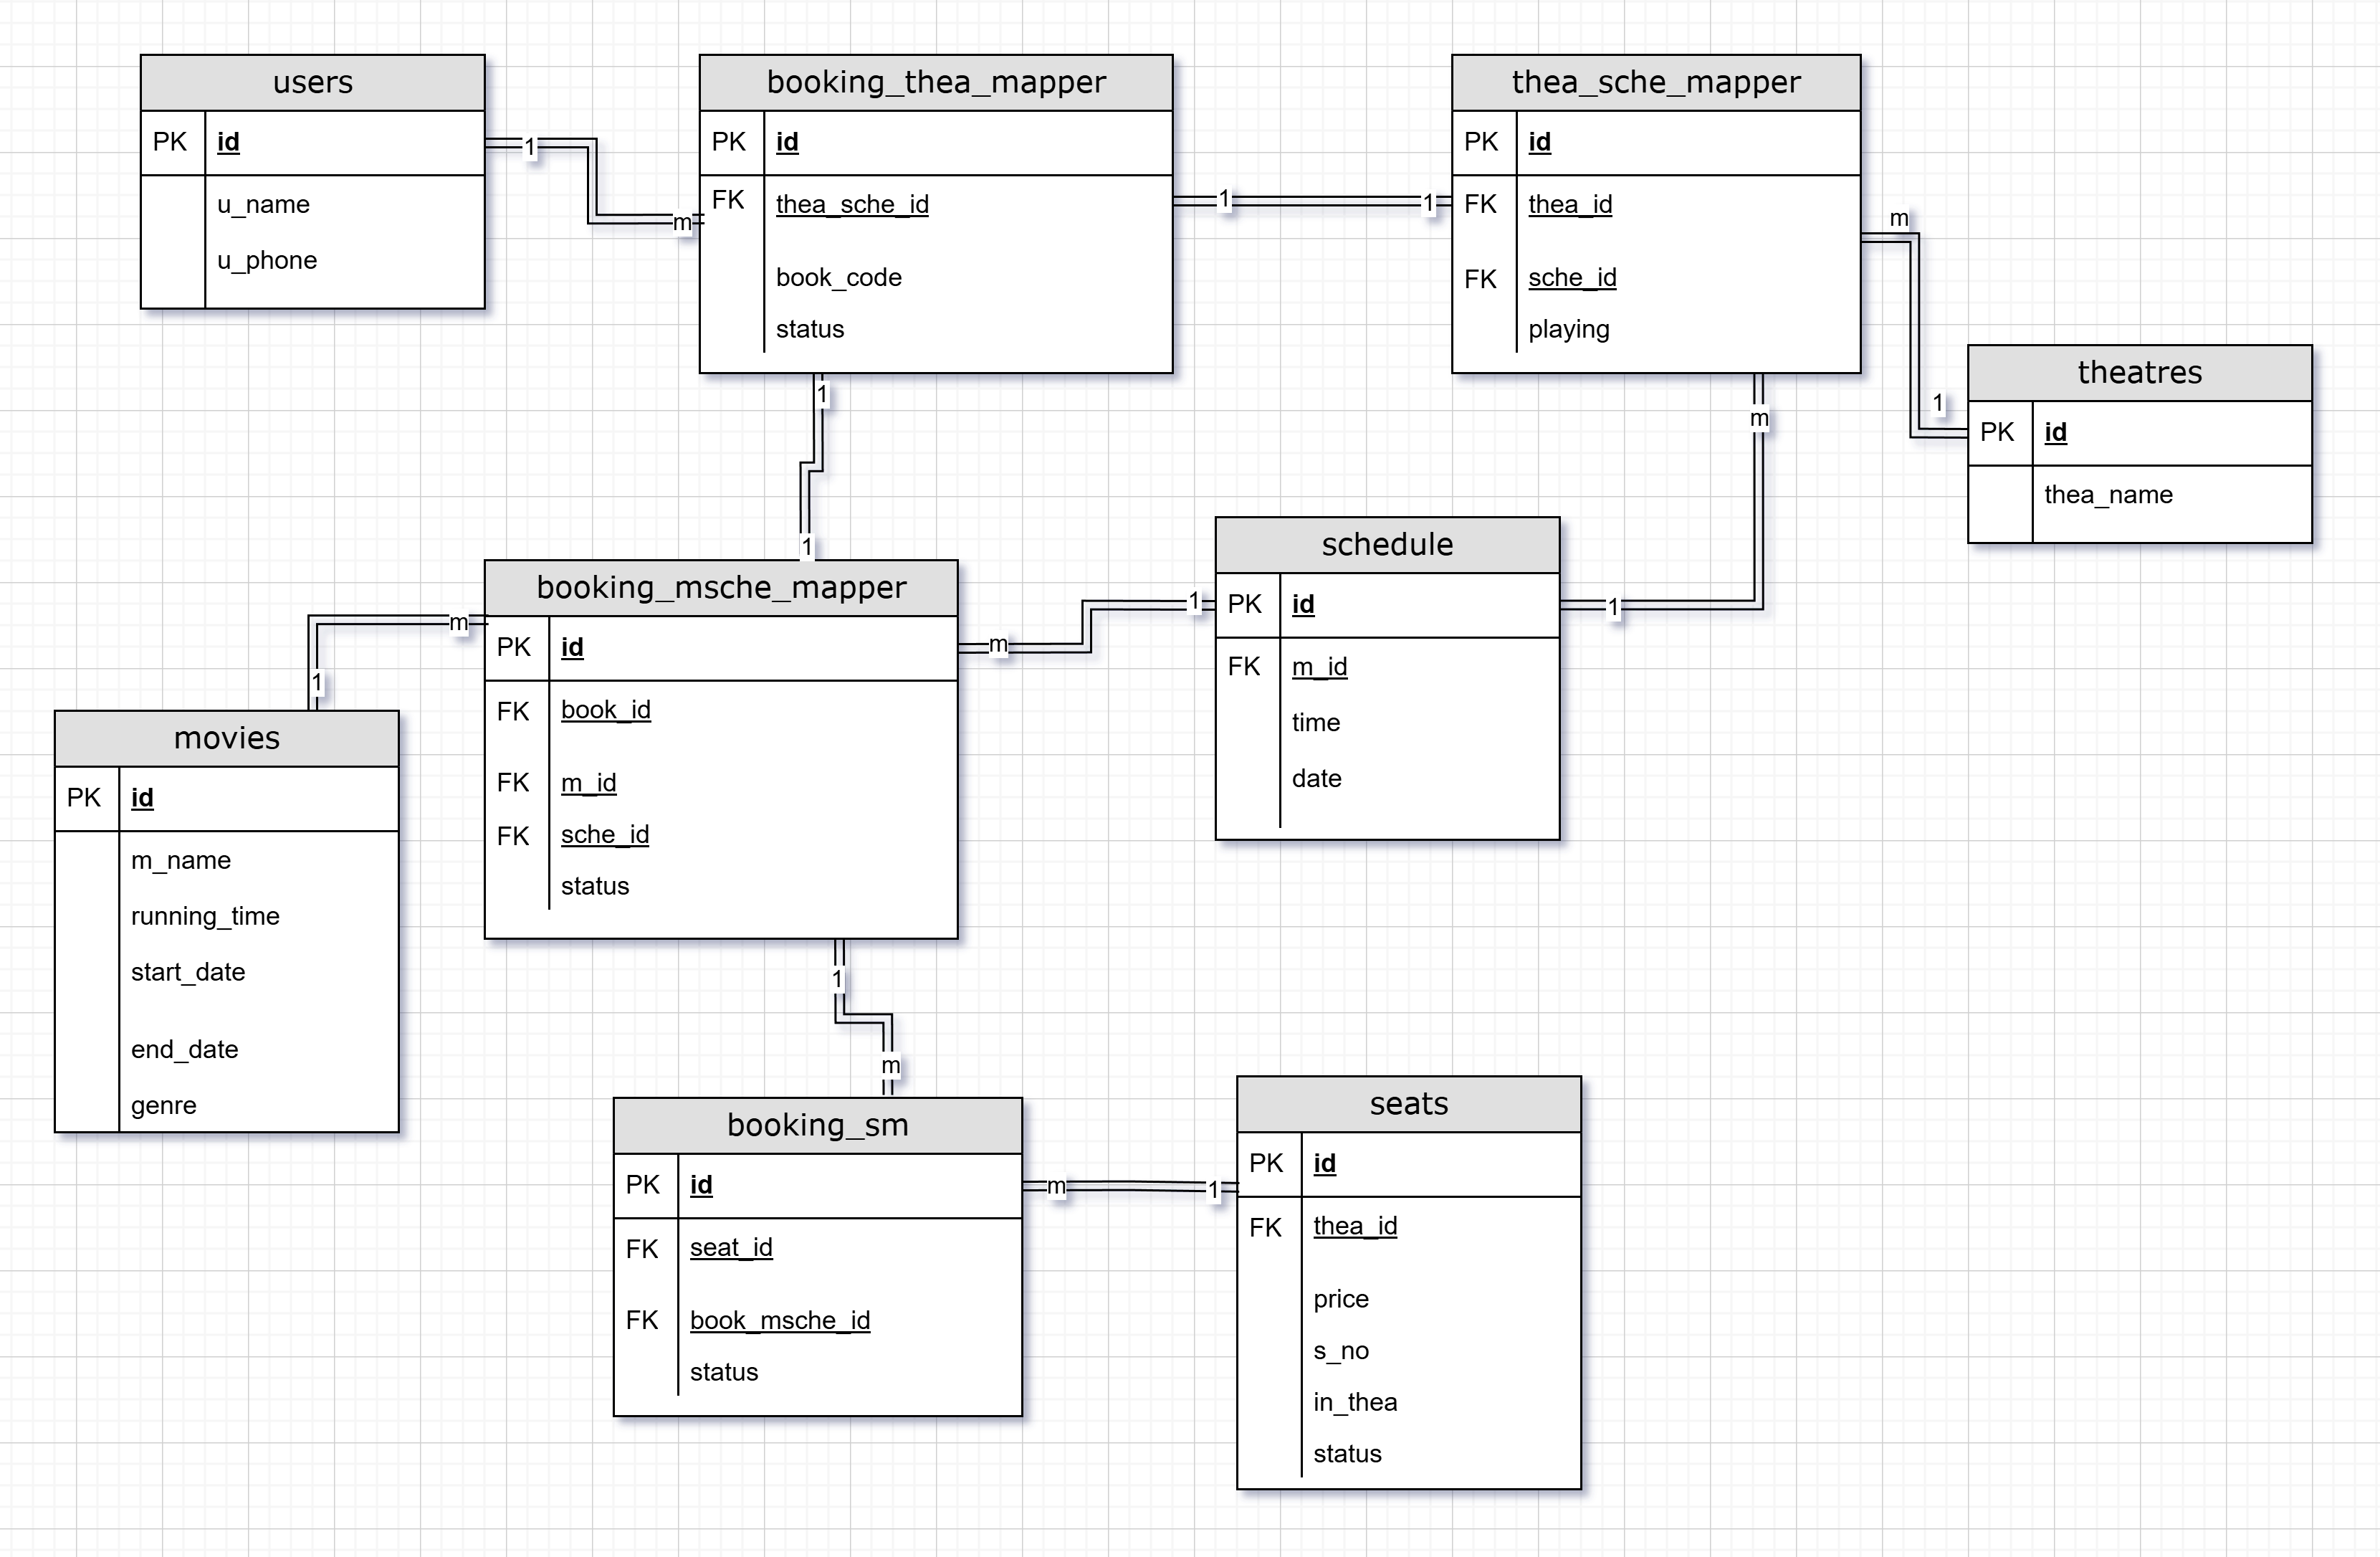 users
PK id
u_name
u_phone
1
m
booking_thea_mapper
PK id
FK thea_sche_id
book_code
status
1
1
thea_sche_mapper
PK id
FK thea_id
FK sche_id
playing
m
1
theatres
PK id
thea_name
1
1
m
1
booking_msche_mapper
PK id
FK book_id
FK m_id
FK sche_id
status
m
1
m
1
schedule
PK id
FK m_id
time
date
movies
PK id
m_name
running_time
start_date
end_date
genre
1
m
booking_sm
PK id
FK seat_id
FK book_msche_id
status
m
1
seats
PK id
FK thea_id
price
s_no
in_thea
status